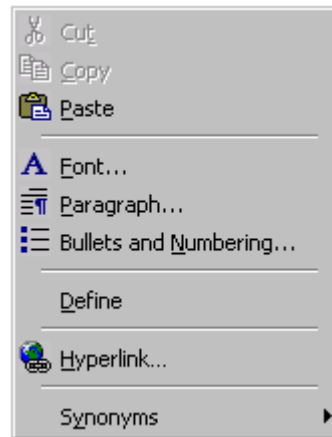 Cut
Copy
Paste
Font...
Paragraph...
Bullets and Numbering...
Define
Hyperlink...
Synonyms